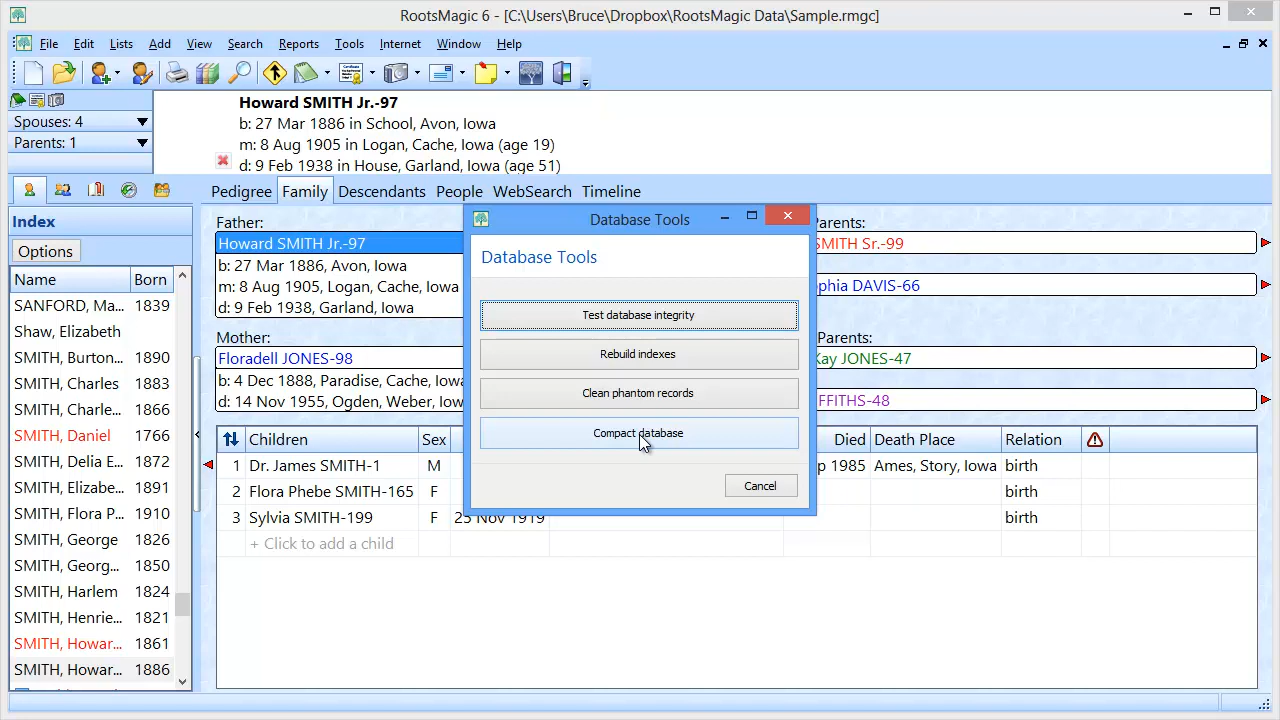 RootsMagic 6 - [C:\Users\Bruce\Dropbox\RootsMagic Data\Sample.rmgc]
File Edit Lists Add View Search Reports Tools Internet Window Help
Howard SMITH Jr.-97
Spouses: 4
b: 27 Mar 1886 in School, Avon, Iowa
Parents: 1
m: 8 Aug 1905 in Logan, Cache, Iowa (age 19)
d: 9 Feb 1938 in House, Garland, Iowa (age 51)
Pedigree Family Descendants People WebSearch Timeline
Index
Options
Name Born
SANFORD, Ma... 1839
Shaw, Elizabeth
SMITH, Burton... 1890
SMITH, Charles 1883
SMITH, Charle... 1866
SMITH, Daniel 1766
SMITH, Delia E... 1872
SMITH, Elizabe... 1891
SMITH, Flora P... 1910
SMITH, George 1826
SMITH, Georg... 1850
SMITH, Harlem 1824
SMITH, Henrie... 1821
SMITH, Howar... 1861
SMITH, Howar... 1886
Father:
Howard SMITH Jr.-97
b: 27 Mar 1886, Avon, Iowa
m: 8 Aug 1905, Logan, Cache, Iowa
d: 9 Feb 1938, Garland, Iowa
Parents:
SMITH Sr.-99
phia DAVIS-66
Mother:
Floradell JONES-98
b: 4 Dec 1888, Paradise, Cache, Iowa
d: 14 Nov 1955, Ogden, Weber, Iowa
Parents:
Kay JONES-47
FFITHS-48
Database Tools
Database Tools
Test database integrity
Rebuild indexes
Clean phantom records
Compact database
Cancel
Children Sex Died Death Place Relation
1 Dr. James SMITH-1 M p 1985 Ames, Story, Iowa birth
2 Flora Phebe SMITH-165 F birth
3 Sylvia SMITH-199 F 25 Nov 1919 birth
+ Click to add a child